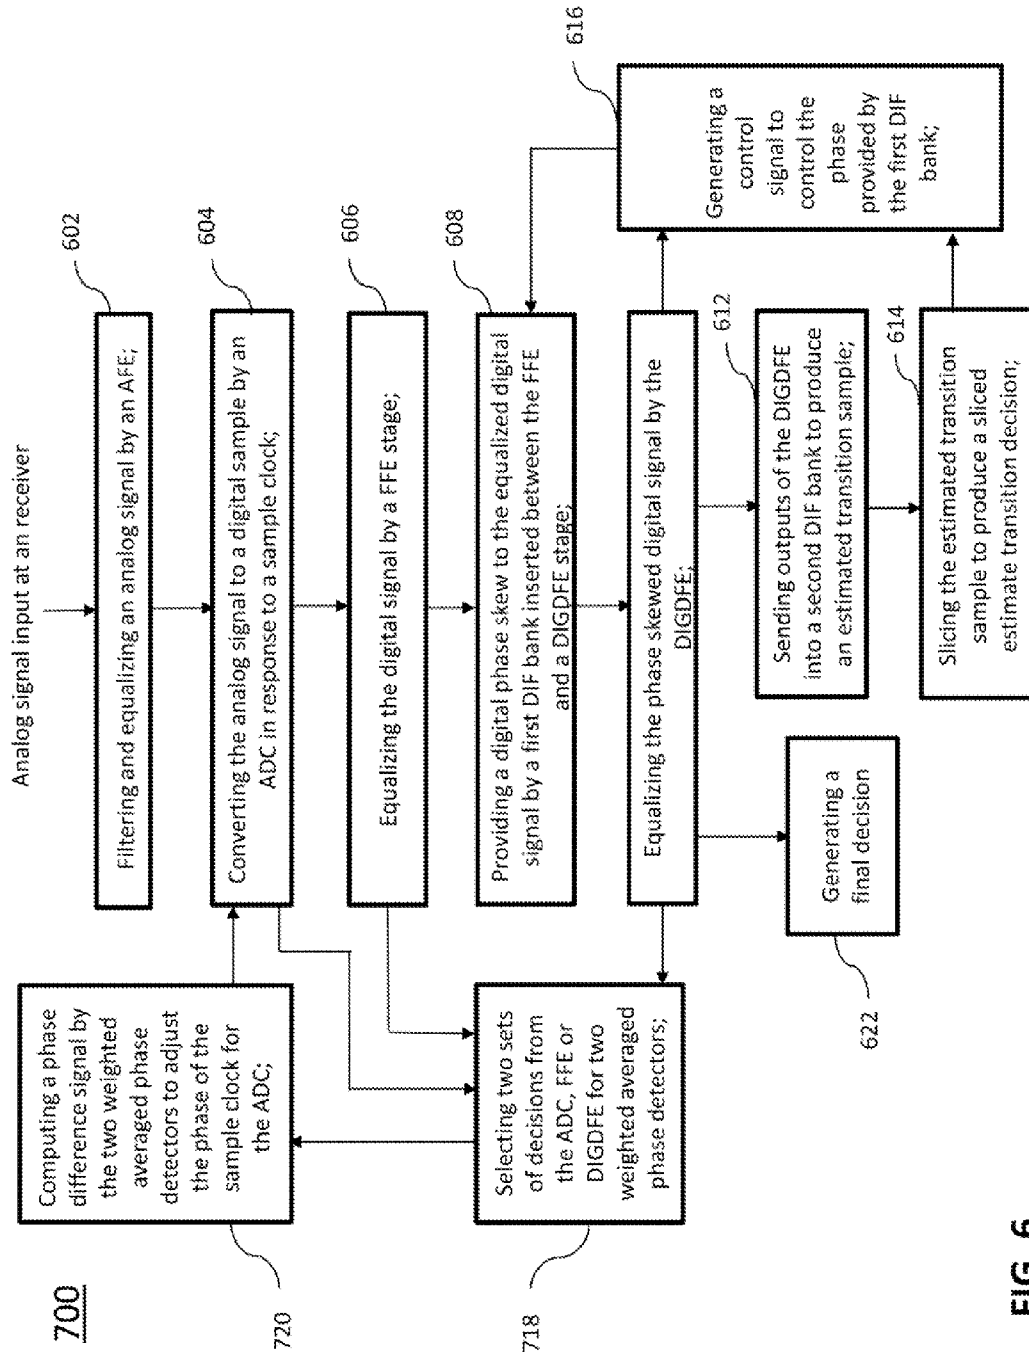 Analog signal input at an receiver
602
Filtering and equalizing an analog signal by an AFE;
604
Converting the analog signal to a digital sample by an
ADC in response to a sample clock;
606
Equalizing the digital signal by a FFE stage;
608
Providing a digital phase skew to the equalized digital
signal by a first DIF bank inserted between the FFE
and a DIGDFE stage;
Equalizing the phase skewed digital signal by the
DIGDFE;
612
Sending outputs of the DIGDFE
into a second DIF bank to produce
an estimated transition sample;
614
Slicing the estimated transition
sample to produce a sliced
estimate transition decision;
616
Generating a
control
signal to
control the
phase
provided by
the first DIF
bank;
Generating a
final decision
622
Selecting two sets
of decisions from
the ADC, FFE or
DIGDFE for two
weighted averaged
phase detectors;
718
Computing a phase
difference signal by
the two weighted
averaged phase
detectors to adjust
the phase of the
sample clock for
the ADC;
720
700
FIG. 6